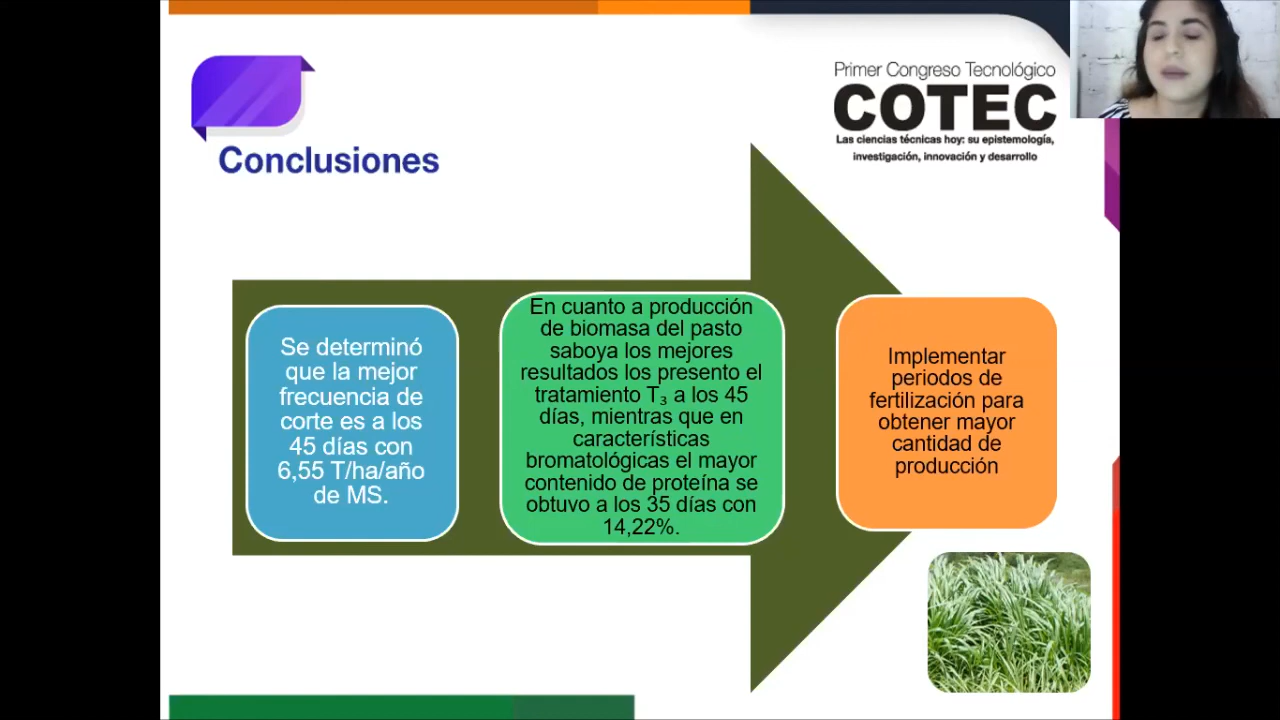 Primer Congreso Tecnológico
COTEC
Las ciencias técnicas hoy: su epistemología,
investigación, innovación y desarrollo
Conclusiones
Se determinó
que la mejor
frecuencia de
corte es a los
45 días con
6,55 T/ha/año
de MS.
En cuanto a producción
de biomasa del pasto
saboya los mejores
resultados los presento el
tratamiento T₃ a los 45
días, mientras que en
características
bromatológicas el mayor
contenido de proteína se
obtuvo a los 35 días con
14,22%.
Implementar
periodos de
fertilización para
obtener mayor
cantidad de
producción